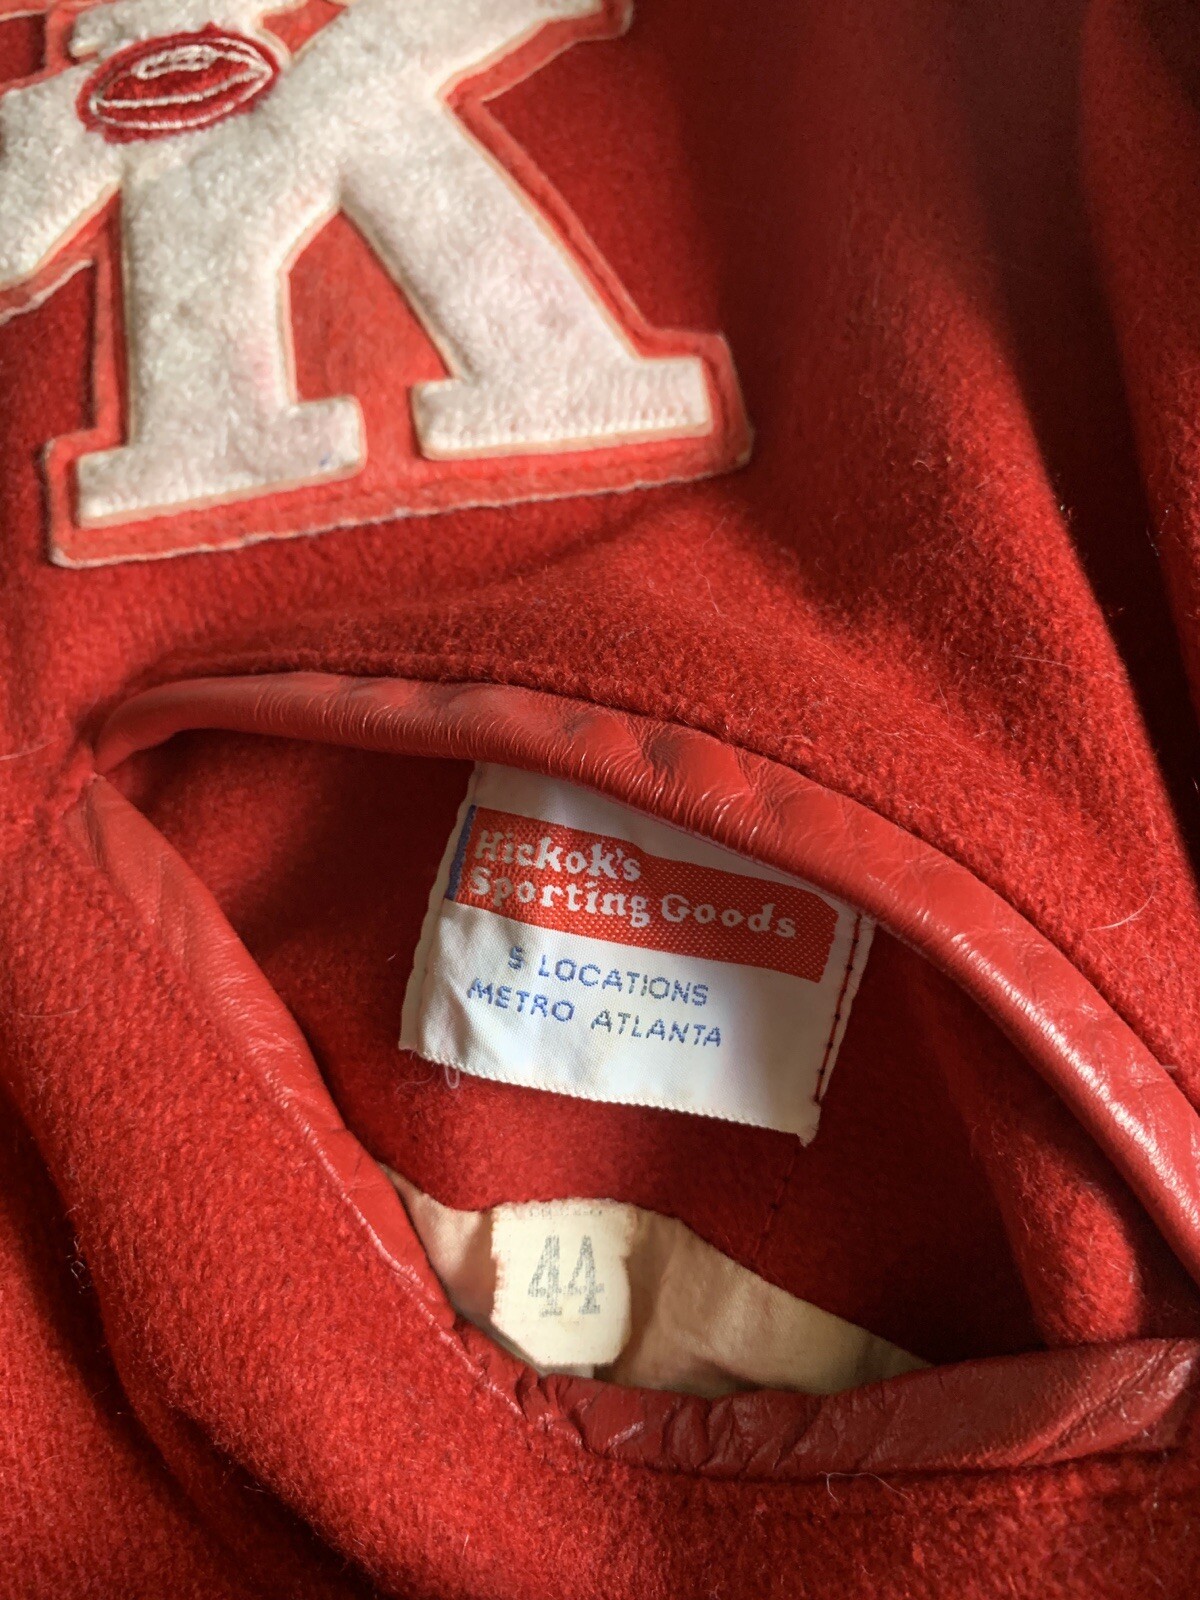 K
Hickok's
Sporting Goods
5 LOCATIONS
METRO ATLANTA
44